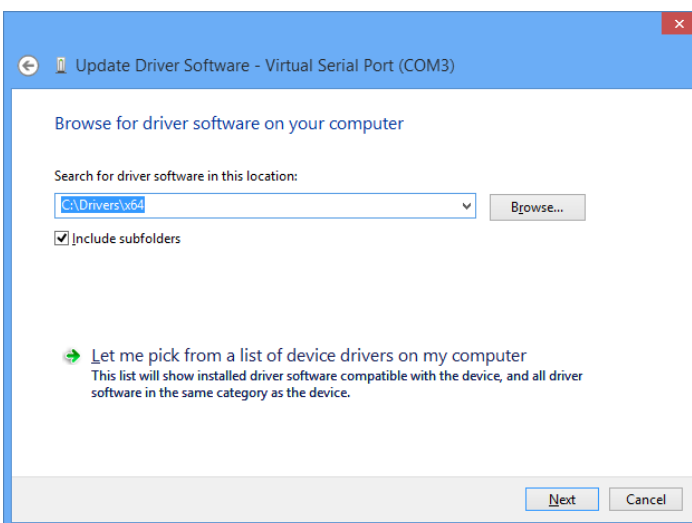 Update Driver Software - Virtual Serial Port (COM3)
Browse for driver software on your computer
Search for driver software in this location:
C:\Drivers\x64
Browse...
Include subfolders
Let me pick from a list of device drivers on my computer
This list will show installed driver software compatible with the device, and all driver
software in the same category as the device.
Next
Cancel